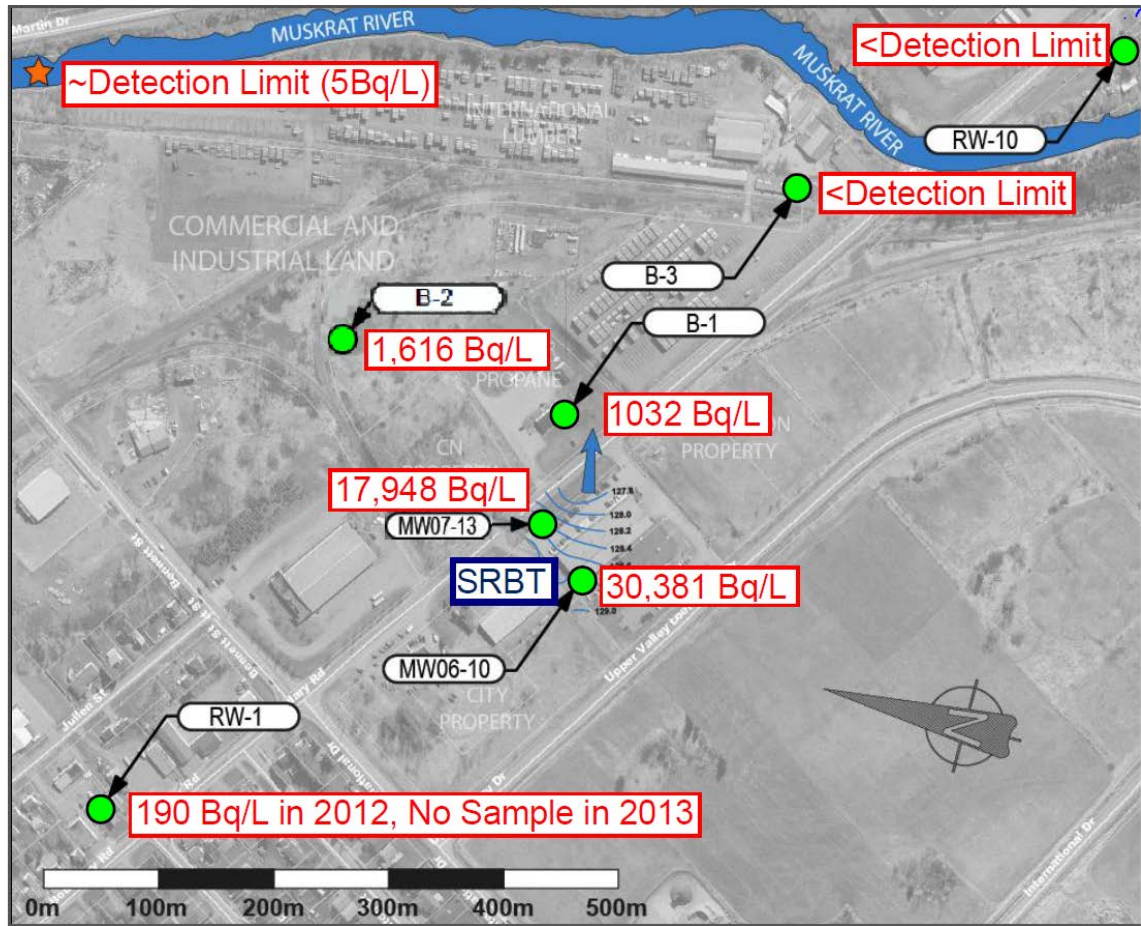 Martin Dr
MUSKRAT RIVER
<Detection Limit
~Detection Limit (5Bq/L)
INTERNATIONAL
MUSKRAT RIVER
RW-10
<Detection Limit
COMMERCIAL AND
INDUSTRIAL LAND
B-3
B-2
B-1
1,616 Bq/L
PROPANE
1032 Bq/L
CN
PROPERTY
17,948 Bq/L
127.8
128.0
128.2
128.4
MW07-13
SRBT
30,381 Bq/L
129.0
Bennett St
Upper Valley
MW06-10
CITY
PROPERTY
Julien St
RW-1
190 Bq/L in 2012, No Sample in 2013
N
International Dr
0m 100m 200m 300m 400m 500m